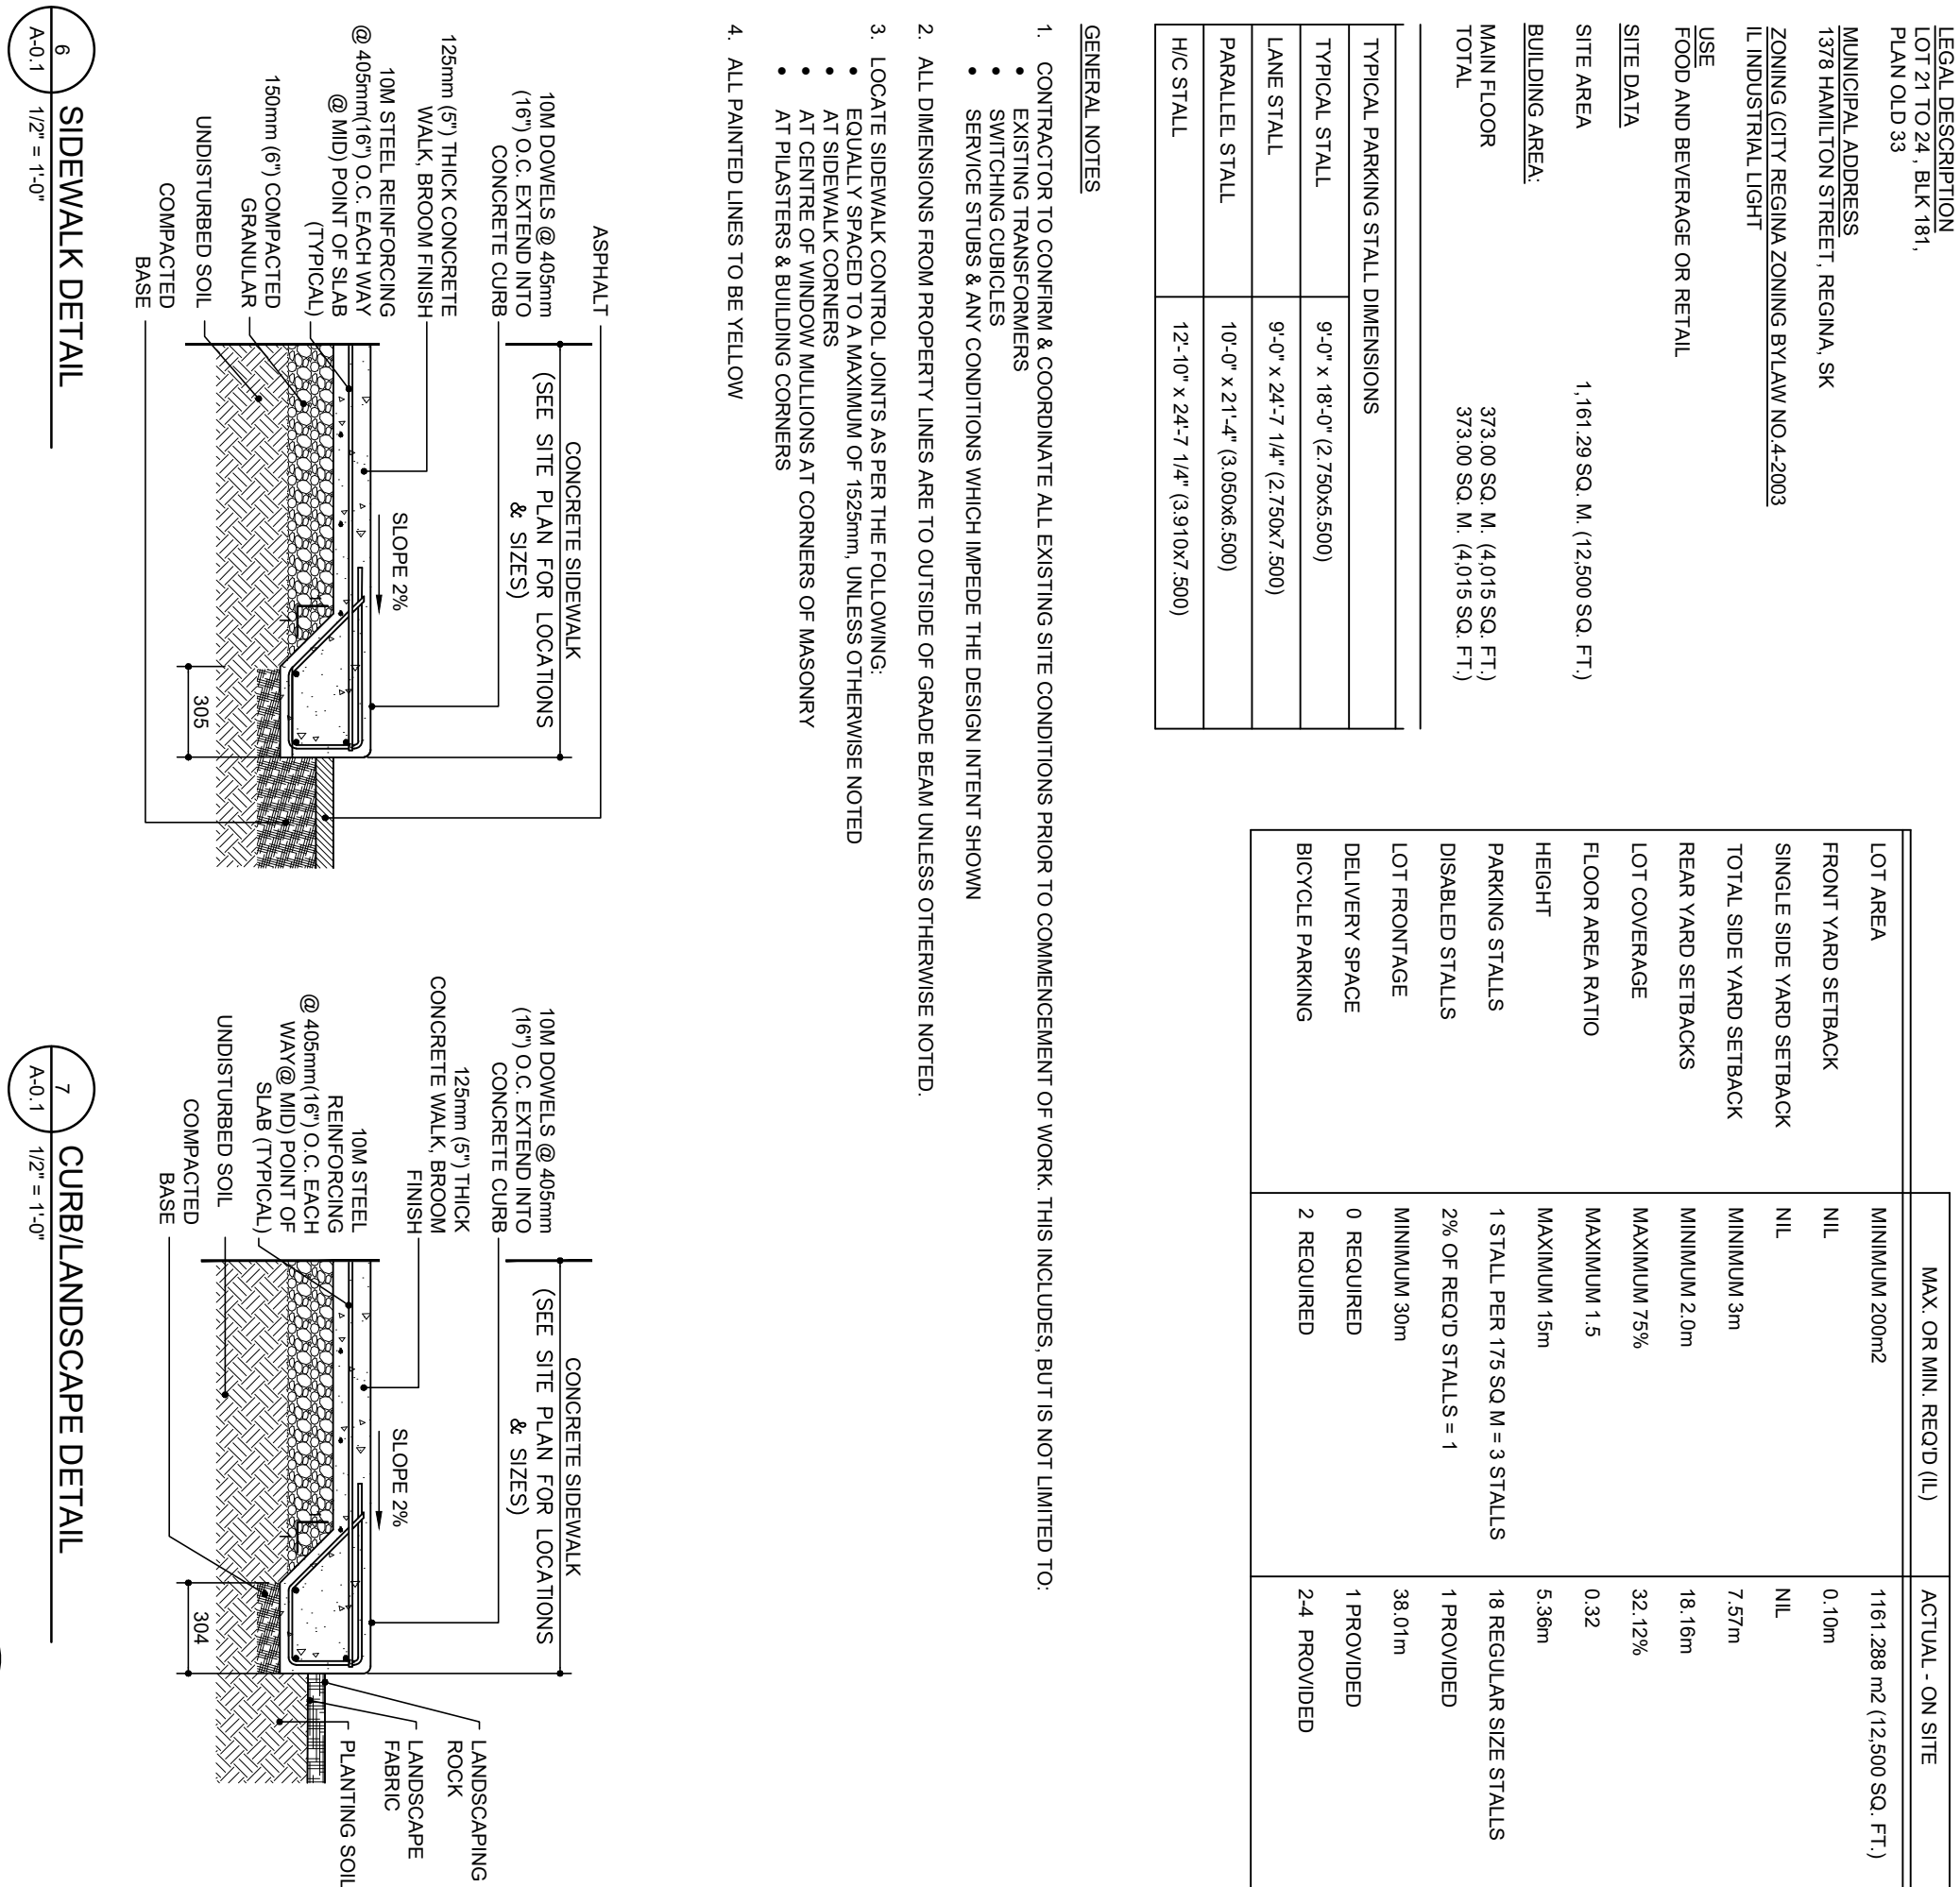 LEGAL DESCRIPTION
LOT 21 TO 24, BLK 181,
PLAN OLD 33
MUNICIPAL ADDRESS
1378 HAMILTON STREET, REGINA, SK
ZONING (CITY REGINA ZONING BYLAW NO.4-2003
IL INDUSTRIAL LIGHT
USE
FOOD AND BEVERAGE OR RETAIL
SITE DATA
SITE AREA 1,161.29 SQ. M. (12,500 SQ. FT.)
BUILDING AREA:
MAIN FLOOR 373.00 SQ. M. (4,015 SQ. FT.)
TOTAL 373.00 SQ. M. (4,015 SQ. FT.)
TYPICAL PARKING STALL DIMENSIONS
TYPICAL STALL 9'-0" x 18'-0" (2.750x5.500)
LANE STALL 9'-0" x 24'-7 1/4" (2.750x7.500)
PARALLEL STALL 10'-0" x 21'-4" (3.050x6.500)
H/C STALL 12'-10" x 24'-7 1/4" (3.910x7.500)
MAX. OR MIN. REQ'D (IL) ACTUAL - ON SITE
LOT AREA MINIMUM 200m2 1161.288 m2 (12,500 SQ. FT.)
FRONT YARD SETBACK NIL 0.10m
SINGLE SIDE YARD SETBACK NIL NIL
TOTAL SIDE YARD SETBACK MINIMUM 3m 7.57m
REAR YARD SETBACKS MINIMUM 2.0m 18.16m
LOT COVERAGE MAXIMUM 75% 32.12%
FLOOR AREA RATIO MAXIMUM 1.5 0.32
HEIGHT MAXIMUM 15m 5.36m
PARKING STALLS 1 STALL PER 175 SQ M = 3 STALLS 18 REGULAR SIZE STALLS
DISABLED STALLS 2% OF REQ'D STALLS = 1 1 PROVIDED
LOT FRONTAGE MINIMUM 30m 38.01m
DELIVERY SPACE 0 REQUIRED 1 PROVIDED
BICYCLE PARKING 2 REQUIRED 2-4 PROVIDED
GENERAL NOTES
1. CONTRACTOR TO CONFIRM & COORDINATE ALL EXISTING SITE CONDITIONS PRIOR TO COMMENCEMENT OF WORK. THIS INCLUDES, BUT IS NOT LIMITED TO:
• EXISTING TRANSFORMERS
• SWITCHING CUBICLES
• SERVICE STUBS & ANY CONDITIONS WHICH IMPEDE THE DESIGN INTENT SHOWN
2. ALL DIMENSIONS FROM PROPERTY LINES ARE TO OUTSIDE OF GRADE BEAM UNLESS OTHERWISE NOTED.
3. LOCATE SIDEWALK CONTROL JOINTS AS PER THE FOLLOWING:
• EQUALLY SPACED TO A MAXIMUM OF 1525mm, UNLESS OTHERWISE NOTED
• AT SIDEWALK CORNERS
• AT CENTRE OF WINDOW MULLIONS AT CORNERS OF MASONRY
• AT PILASTERS & BUILDING CORNERS
4. ALL PAINTED LINES TO BE YELLOW
ASPHALT
10M DOWELS @ 405mm
(16") O.C. EXTEND INTO
CONCRETE CURB
125mm (5") THICK CONCRETE
WALK, BROOM FINISH
10M STEEL REINFORCING
@ 405mm(16") O.C. EACH WAY
@ MID) POINT OF SLAB
(TYPICAL)
150mm (6") COMPACTED
GRANULAR
UNDISTURBED SOIL
COMPACTED
BASE
CONCRETE SIDEWALK
(SEE SITE PLAN FOR LOCATIONS
& SIZES)
SLOPE 2%
305
6
A-0.1
SIDEWALK DETAIL
1/2" = 1'-0"
10M DOWELS @ 405mm
(16") O.C. EXTEND INTO
CONCRETE CURB
125mm (5") THICK
CONCRETE WALK, BROOM
FINISH
10M STEEL
REINFORCING
@ 405mm(16") O.C. EACH
WAY@ MID) POINT OF
SLAB (TYPICAL)
UNDISTURBED SOIL
COMPACTED
BASE
CONCRETE SIDEWALK
(SEE SITE PLAN FOR LOCATIONS
& SIZES)
SLOPE 2%
304
LANDSCAPING
ROCK
LANDSCAPE
FABRIC
PLANTING SOIL
7
A-0.1
CURB/LANDSCAPE DETAIL
1/2" = 1'-0"